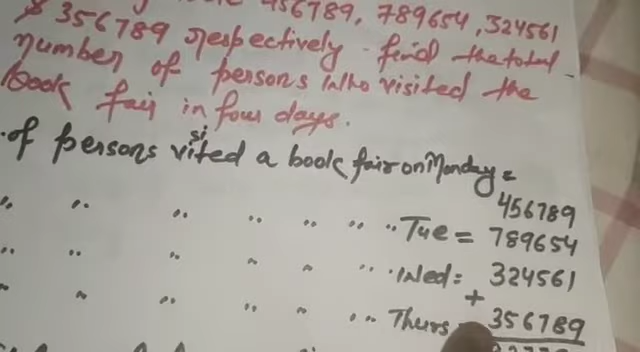 456789, 789654, 324561
& 356789 respectively. find the total
number of persons who visited the
book fair in four days.
of persons visited a book fair on Monday =
456789
" " " " " " " Tue = 789654
" " " " " " Wed = 324561
+
" " " " " " Thurs 356789